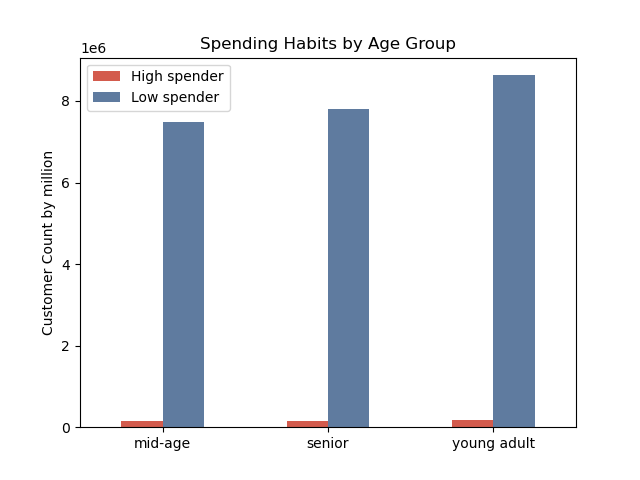 Spending Habits by Age Group
1e6
High spender
Low spender
8
6
4
2
0
Customer Count by million
mid-age
senior
young adult